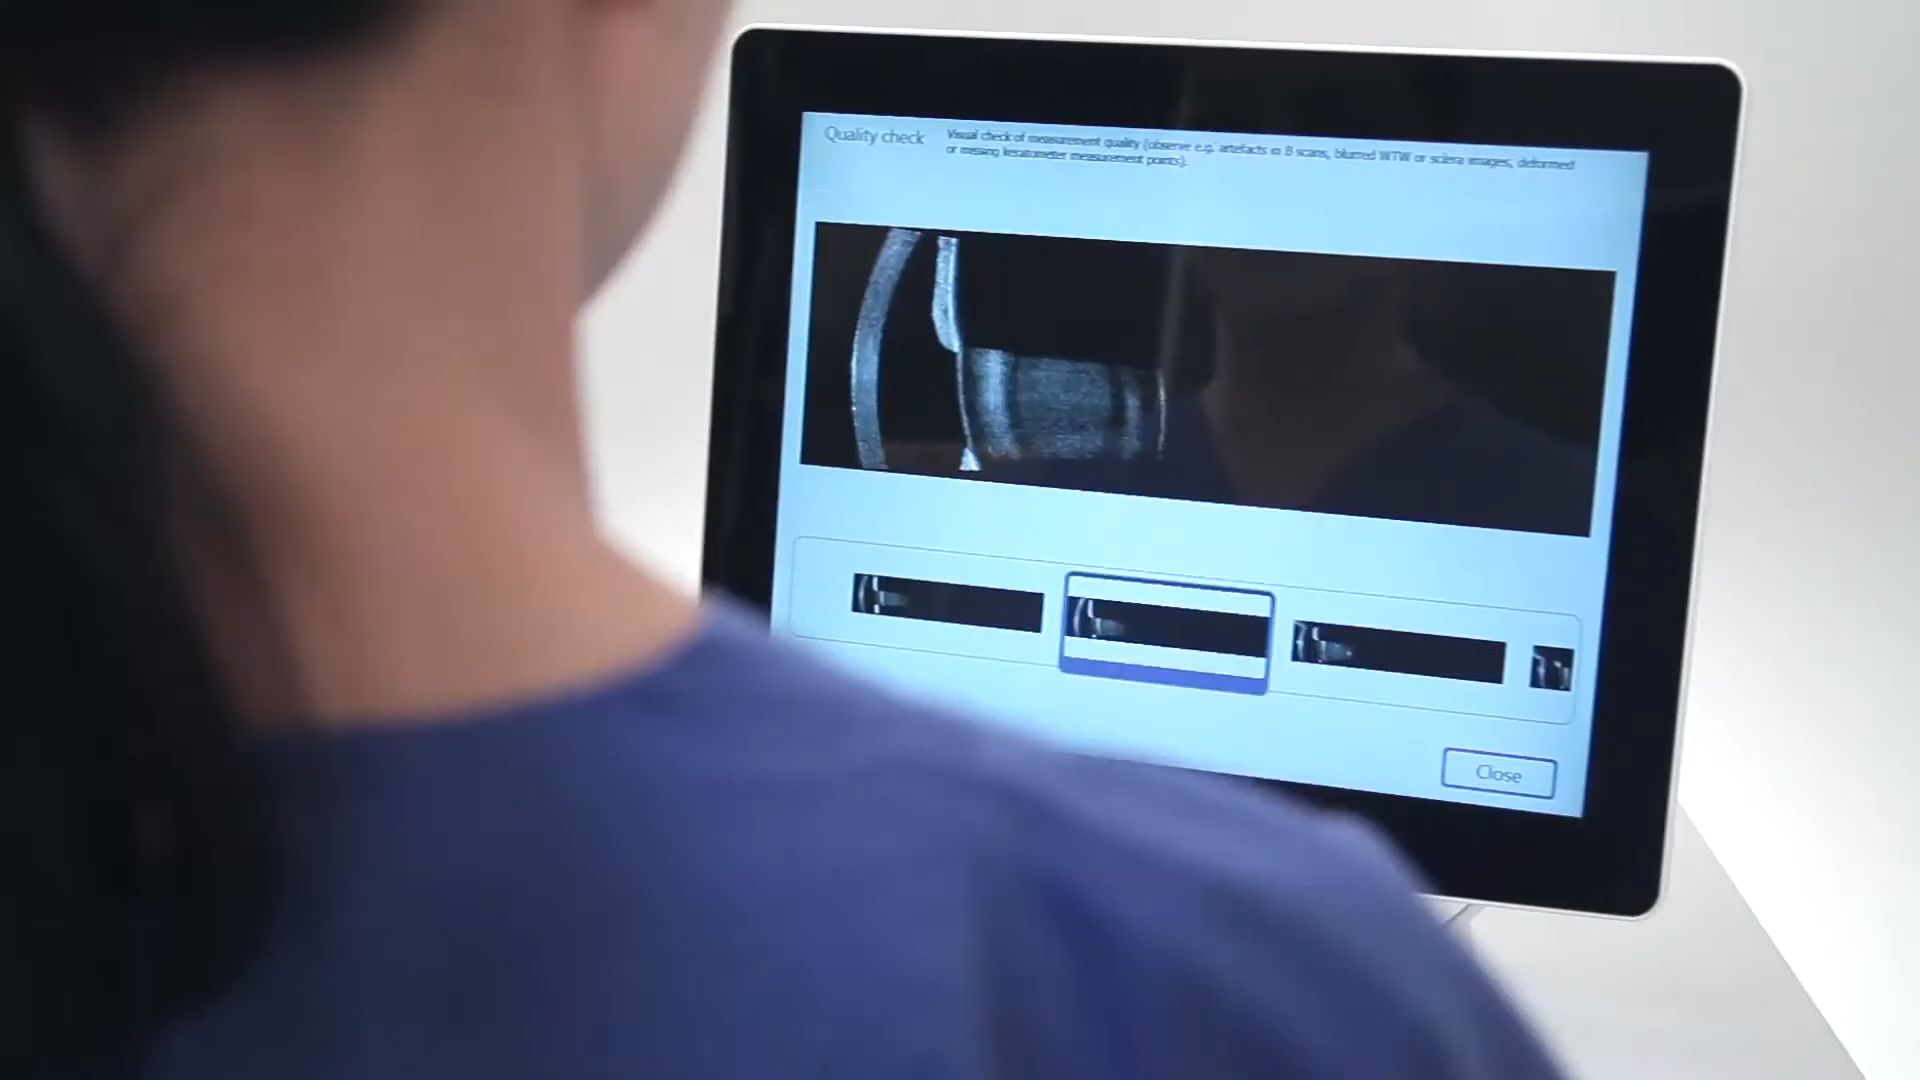 Quality check
Visual check of measurement quality (observe e.g. artefacts in B scans, blurred WTW or sclera images, deformed
or missing keratometer measurement points).
Close